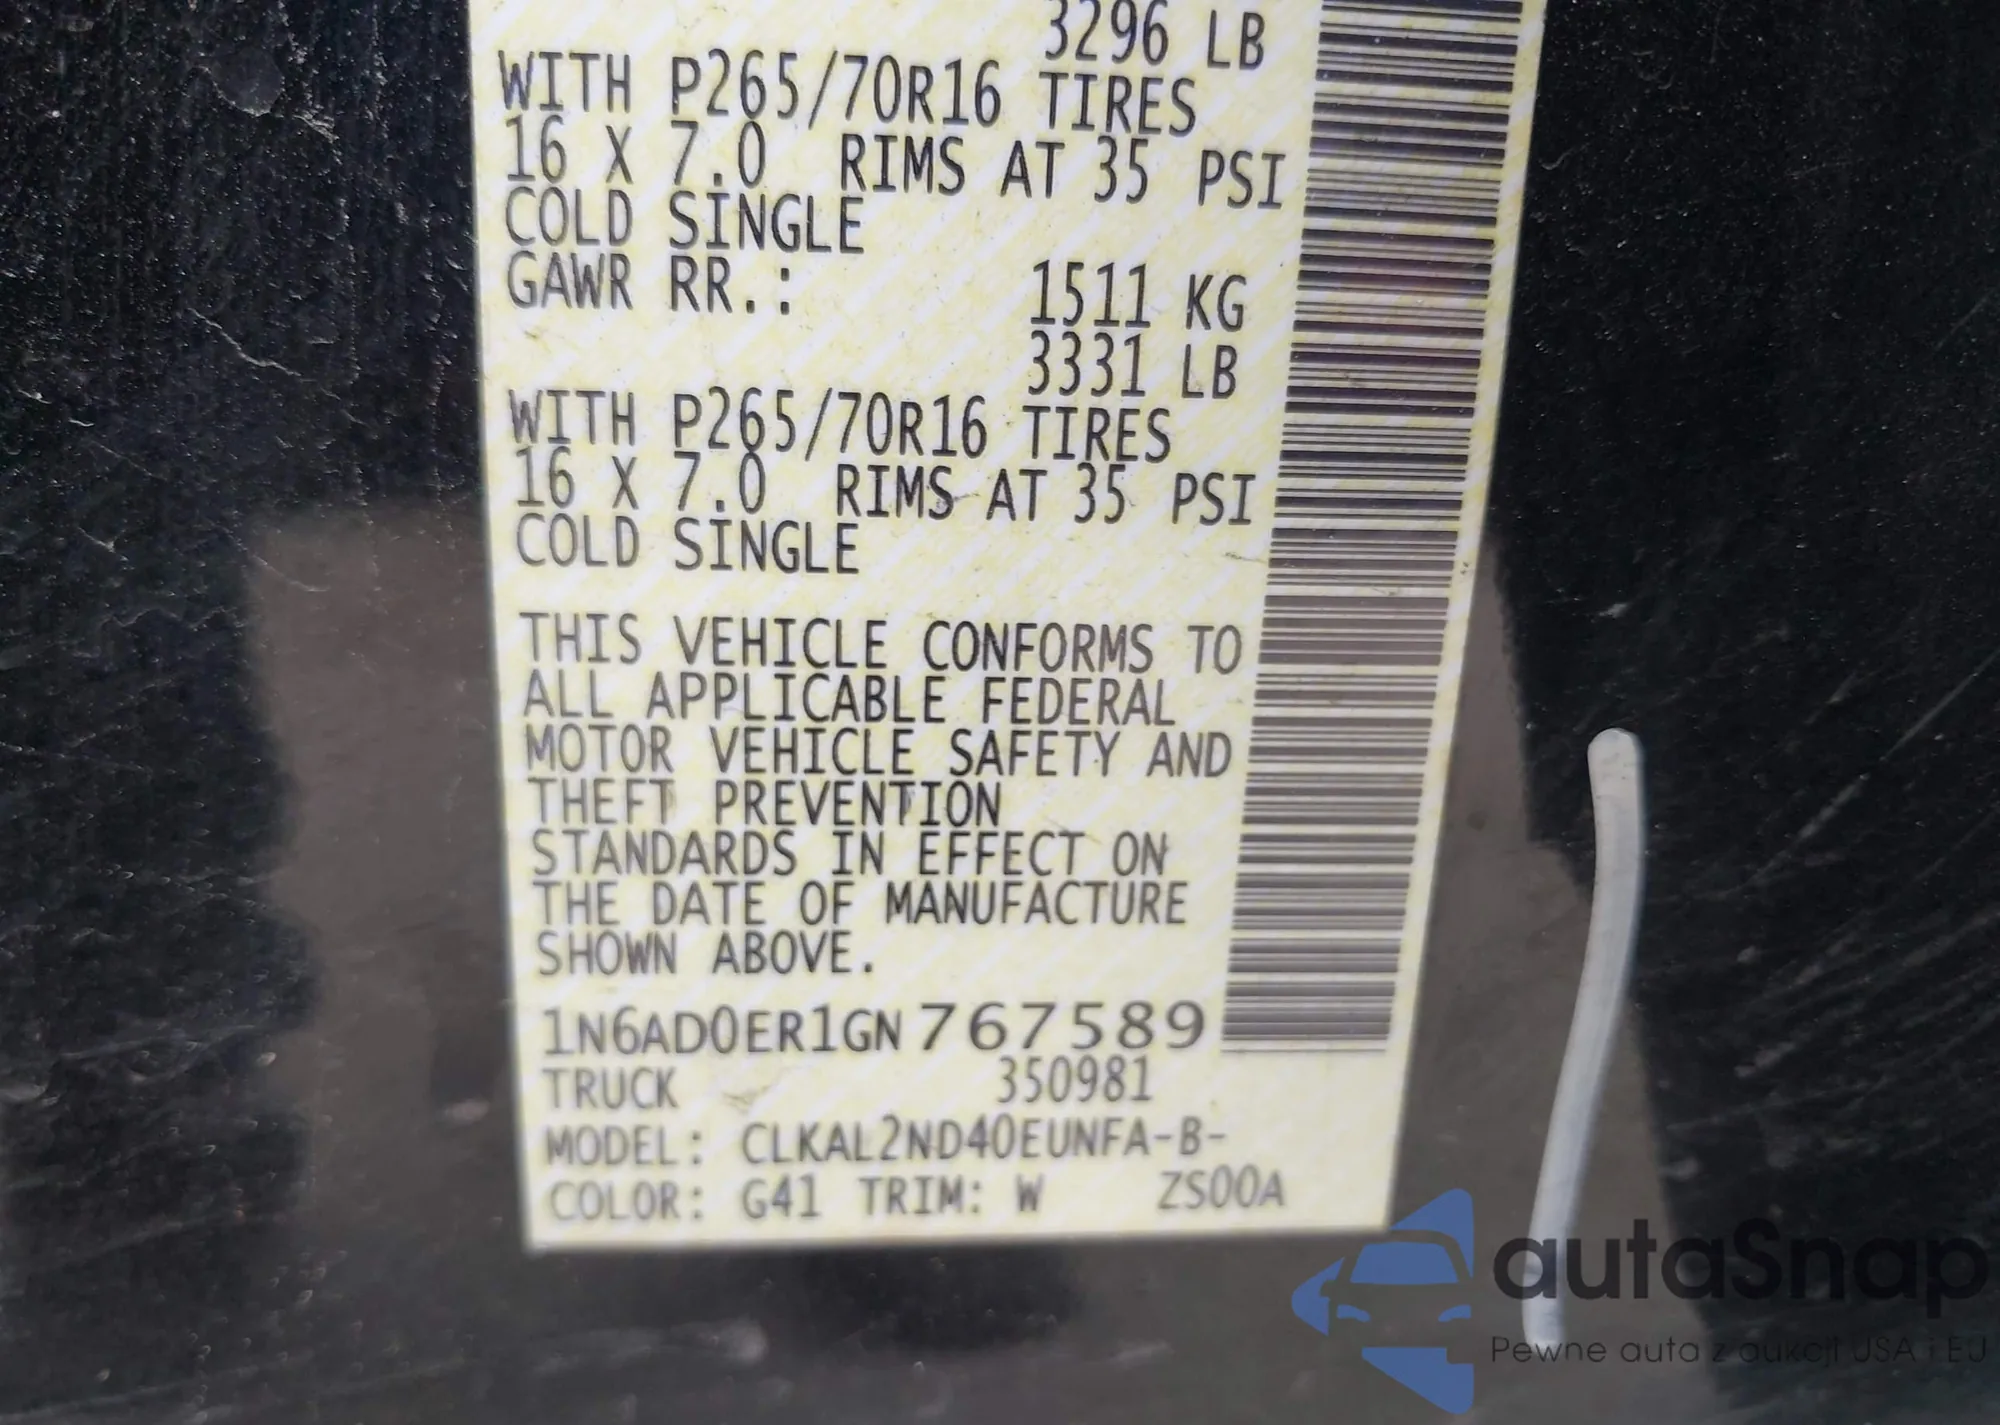 3296 LB
WITH P265/70R16 TIRES
16 X 7.0 RIMS AT 35 PSI
COLD SINGLE
GAWR RR.: 1511 KG
3331 LB
WITH P265/70R16 TIRES
16 X 7.0 RIMS AT 35 PSI
COLD SINGLE
THIS VEHICLE CONFORMS TO
ALL APPLICABLE FEDERAL
MOTOR VEHICLE SAFETY AND
THEFT PREVENTION
STANDARDS IN EFFECT ON
THE DATE OF MANUFACTURE
SHOWN ABOVE.
1N6AD0ER1GN767589
TRUCK 350981
MODEL: CLKAL2ND40EUNFA-B-
COLOR: G41 TRIM: W ZS00A
autaSnap
Pewne auta z aukcji USA i EU